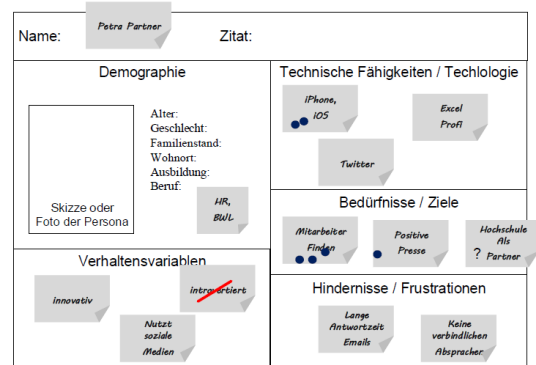 Name:
Petra Partner
Zitat:
Demographie
Skizze oder
Foto der Persona
Alter:
Geschlecht:
Familienstand:
Wohnort:
Ausbildung:
Beruf:
HR,
BWL
Technische Fähigkeiten / Techlologie
iPhone,
iOS
Excel
Profi
Twitter
Bedürfnisse / Ziele
Mitarbeiter
Finden
Positive
Presse
Hochschule
Als
? Partner
Verhaltensvariablen
innovativ
introvertiert
Nutzt
soziale
Medien
Hindernisse / Frustrationen
Lange
Antwortzeit
Emails
Keine
verbindlichen
Absprachen